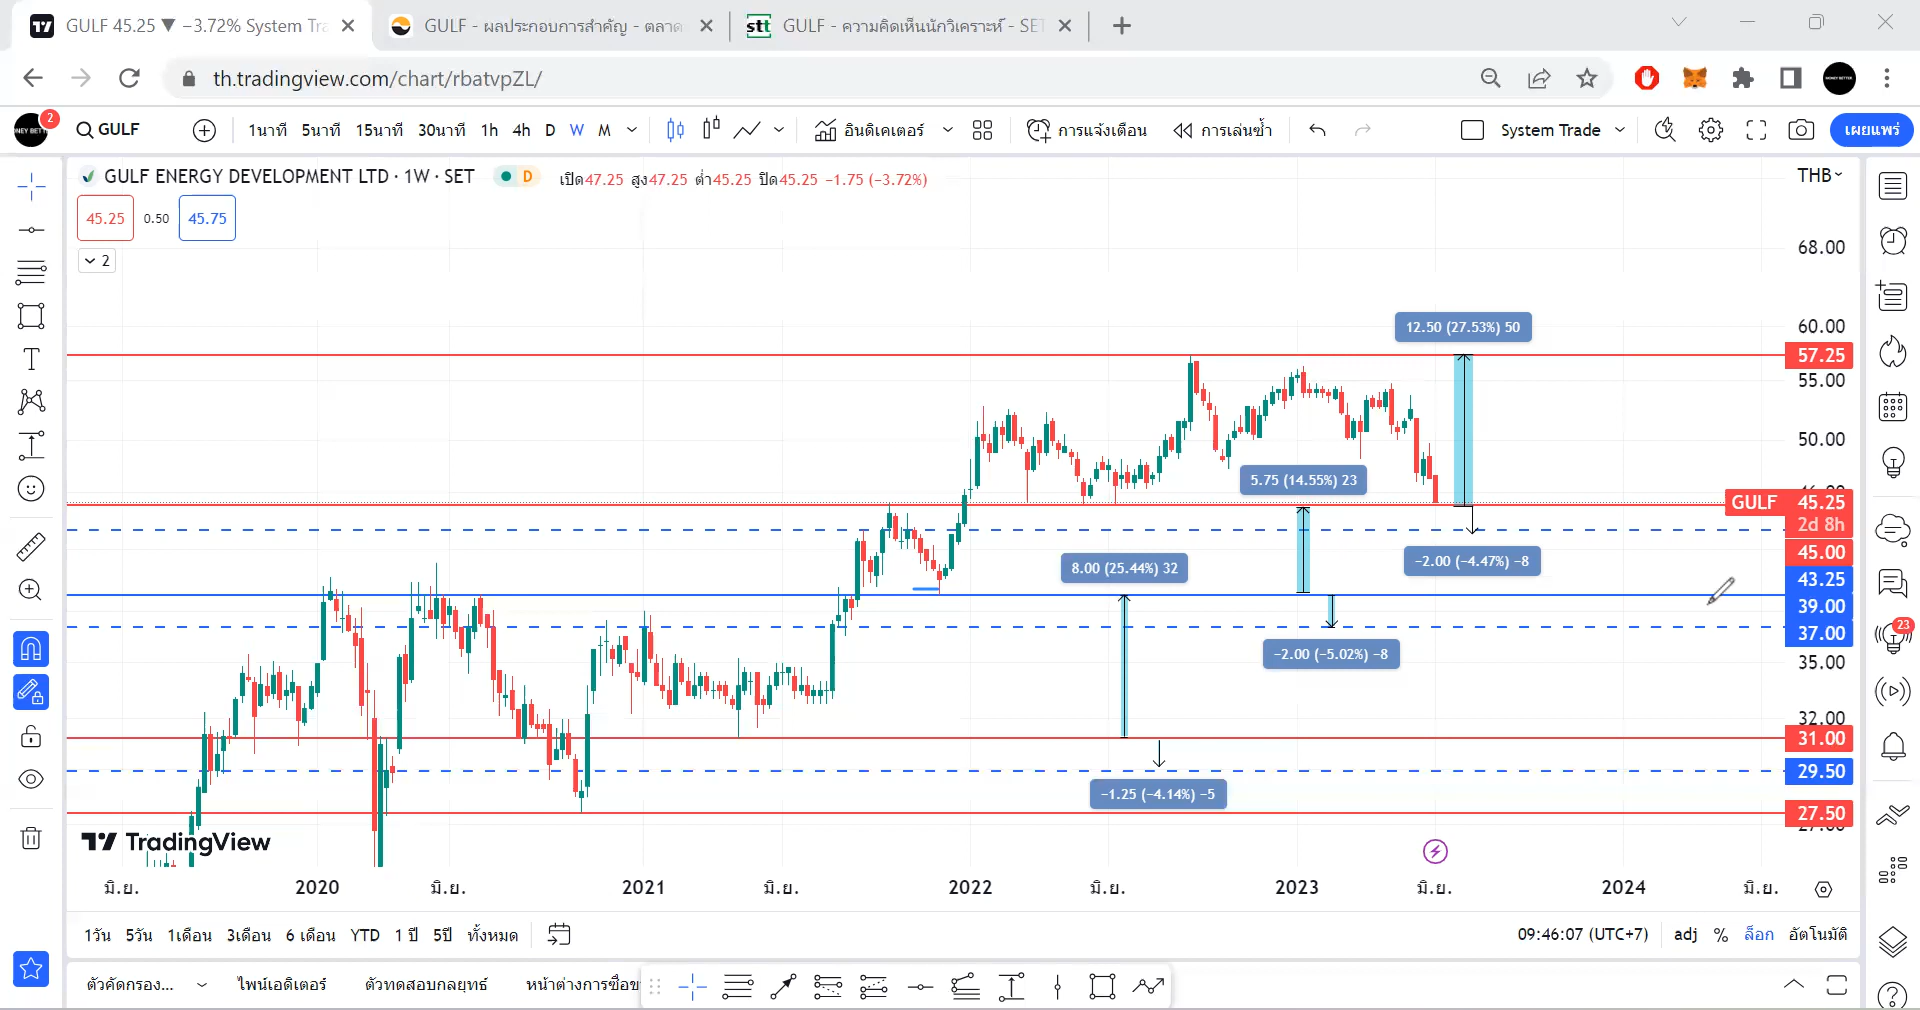 GULF 45.25 ▼ −3.72% System Tra
GULF - ผลประกอบการสำคัญ - ตลาด
stt GULF - ความคิดเห็นนักวิเคราะห์ - SET
th.tradingview.com/chart/rbatvpZL/
2 GULF 1นาที 5นาที 15นาที 30นาที 1h 4h D W M อินดิเคเตอร์ การแจ้งเตือน การเล่นซ้ำ System Trade เผยแพร่
GULF ENERGY DEVELOPMENT LTD · 1W · SET D เปิด47.25 สูง47.25 ต่ำ45.25 ปิด45.25 −1.75 (−3.72%) THB
45.25 0.50 45.75
2
68.00
60.00
12.50 (27.53%) 50
57.25
55.00
50.00
5.75 (14.55%) 23
GULF 45.25
2d 8h
45.00
−2.00 (−4.47%) −8
8.00 (25.44%) 32
43.25
39.00
37.00
−2.00 (−5.02%) −8
35.00
32.00
31.00
29.50
−1.25 (−4.14%) −5
27.50
23
TradingView
มิ.ย. 2020 มิ.ย. 2021 มิ.ย. 2022 มิ.ย. 2023 มิ.ย. 2024 มิ.ย.
1วัน 5วัน 1เดือน 3เดือน 6 เดือน YTD 1 ปี 5ปี ทั้งหมด 09:46:07 (UTC+7) adj % ล็อก อัตโนมัติ
ตัวคัดกรอง... ไพน์เอดิเตอร์ ตัวทดสอบกลยุทธ์ หน้าต่างการซื้อข